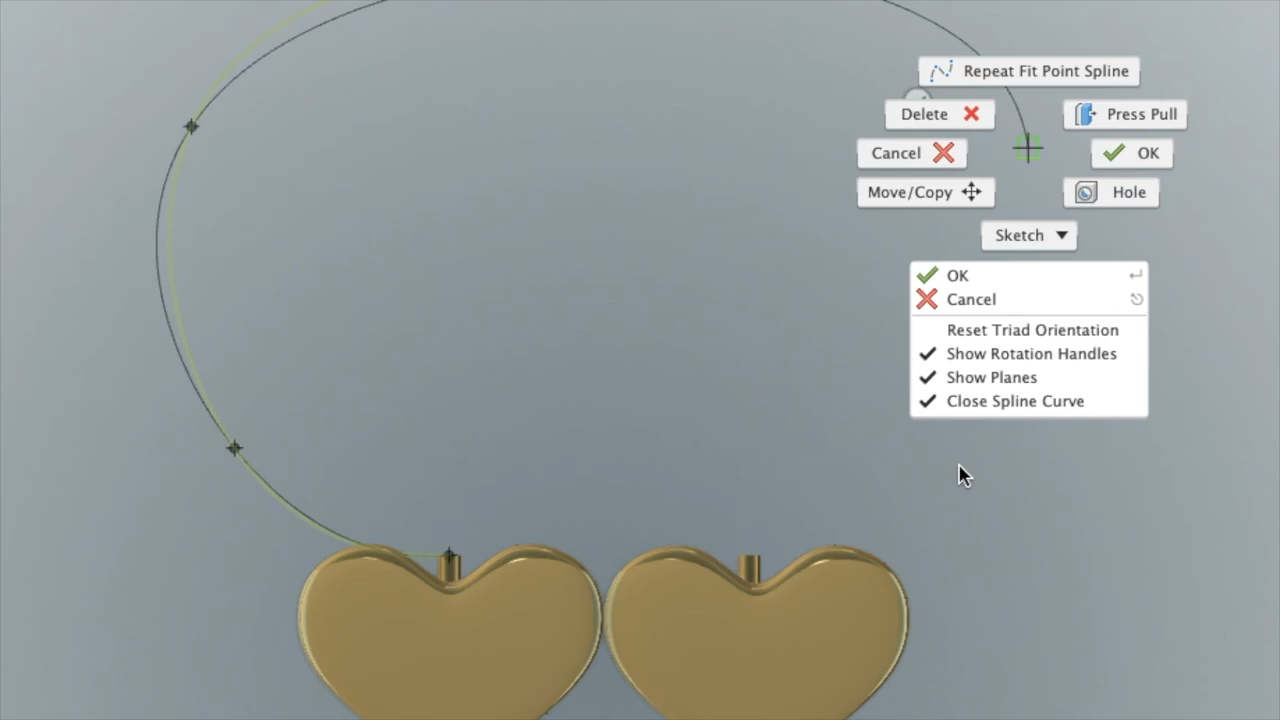 Repeat Fit Point Spline
Delete
Press Pull
Cancel
OK
Move/Copy
Hole
Sketch
OK
Cancel
Reset Triad Orientation
Show Rotation Handles
Show Planes
Close Spline Curve